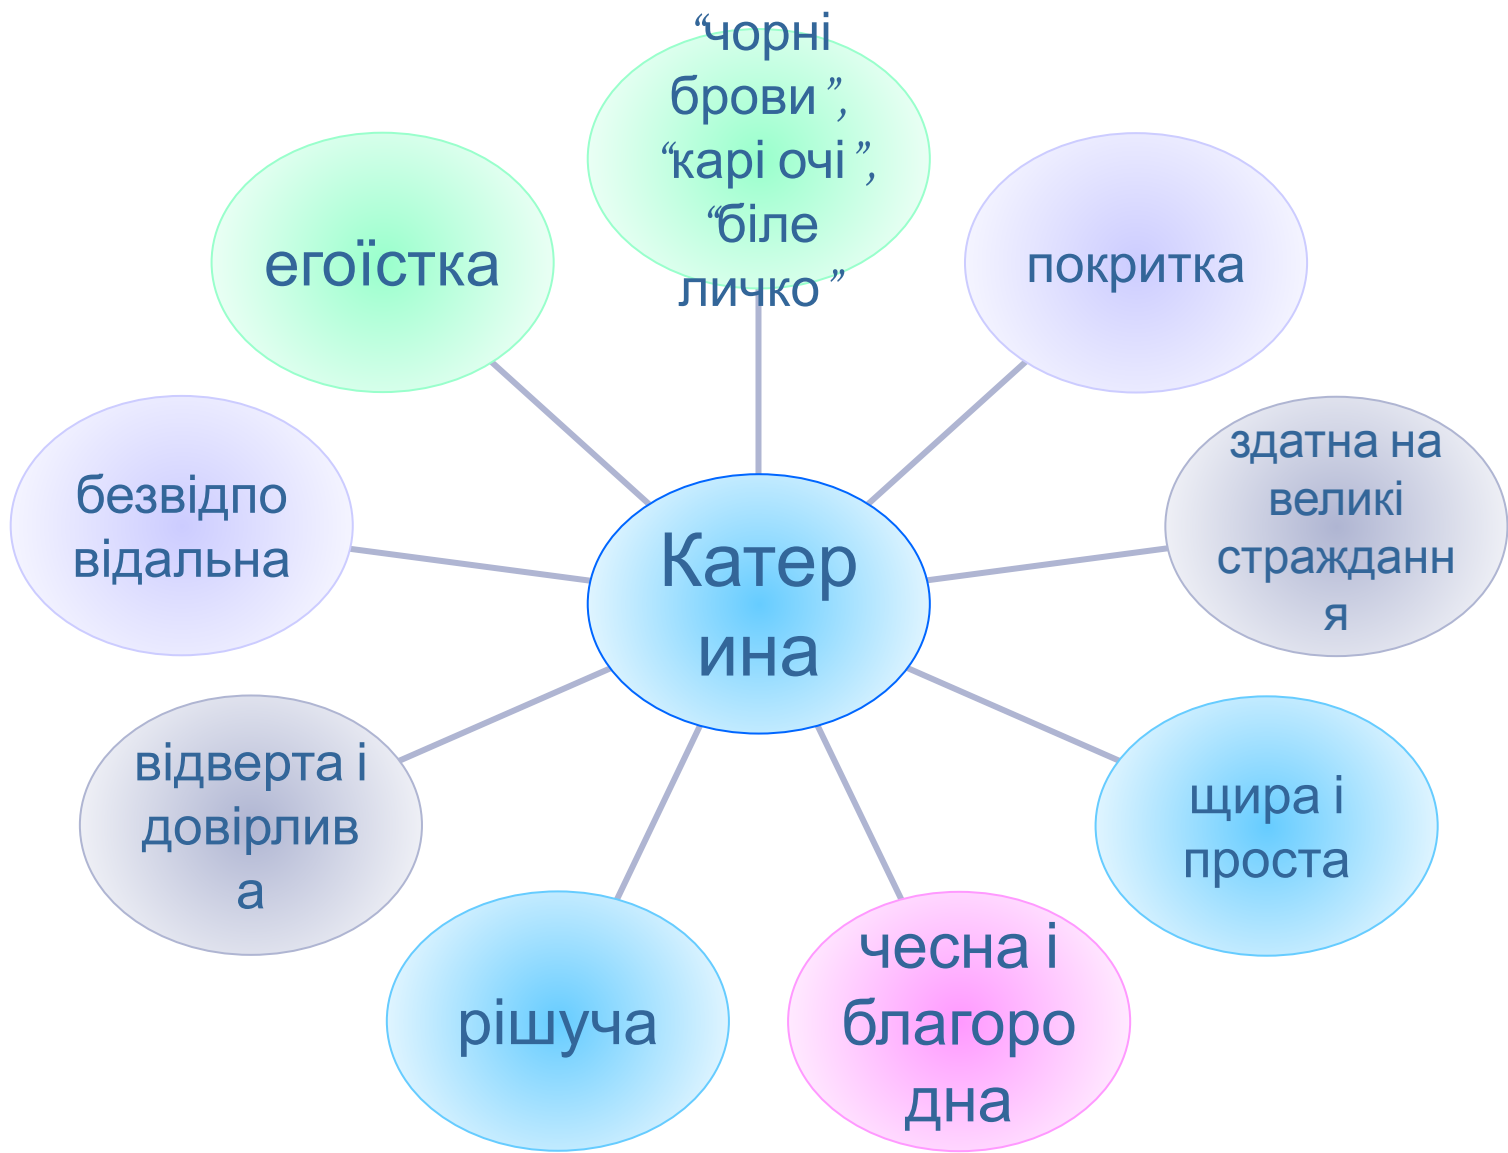 “чорні
брови”,
“карі очі”,
“біле
личко”
покритка
здатна на
великі
страждaнн
я
щира і
проста
чесна і
благоро
дна
рішуча
відверта і
довірлив
а
безвідпо
відальна
егоїстка
Катер
ина